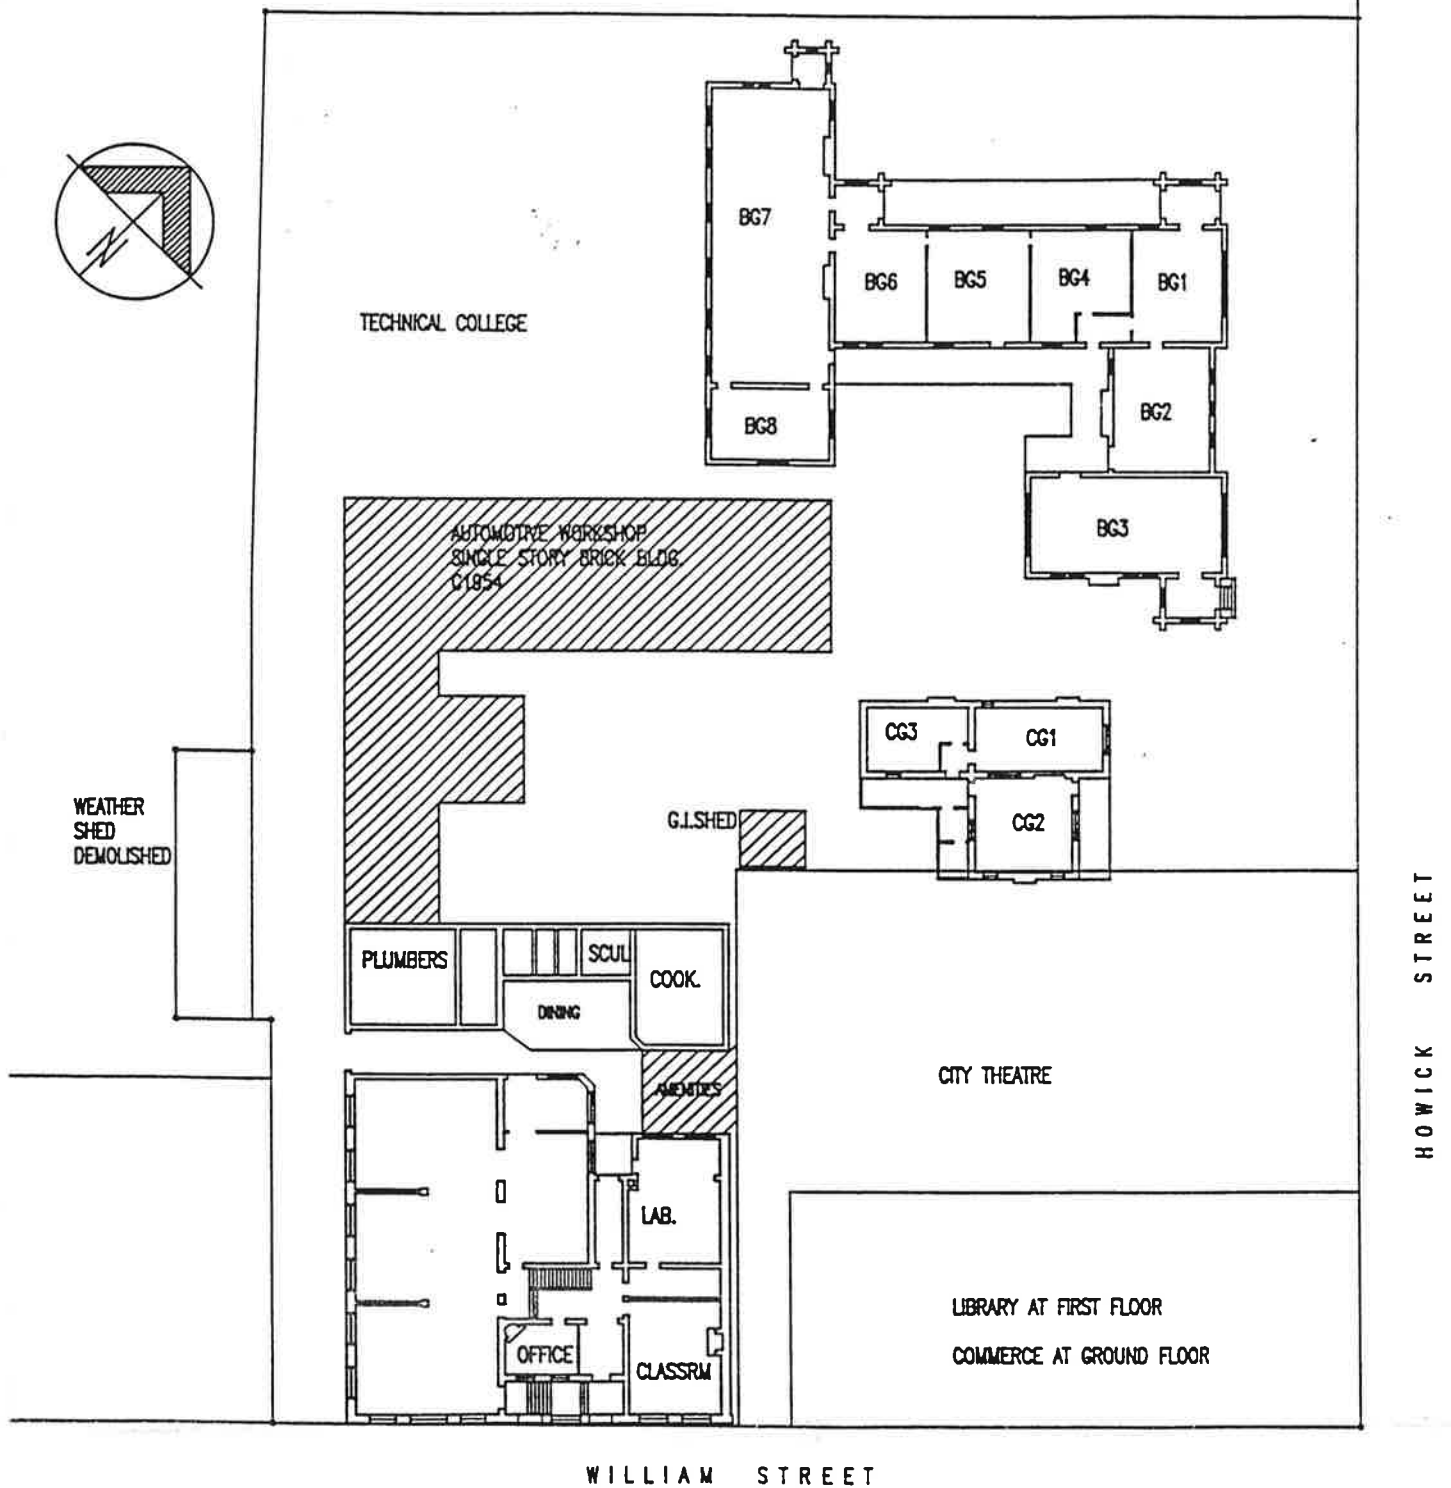 N
BG7
BG6
BG5
BG4
BG1
TECHNICAL COLLEGE
BG2
BG8
BG3
AUTOMOTIVE WORKSHOP
SINGLE STORY BRICK BLDG.
C1954
CG3
CG1
WEATHER
SHED
DEMOLISHED
G.I.SHED
CG2
PLUMBERS
SCUL
COOK.
DINING
AMENITIES
CITY THEATRE
HOWICK STREET
LAB.
LIBRARY AT FIRST FLOOR
COMMERCE AT GROUND FLOOR
OFFICE
CLASSRM
WILLIAM STREET